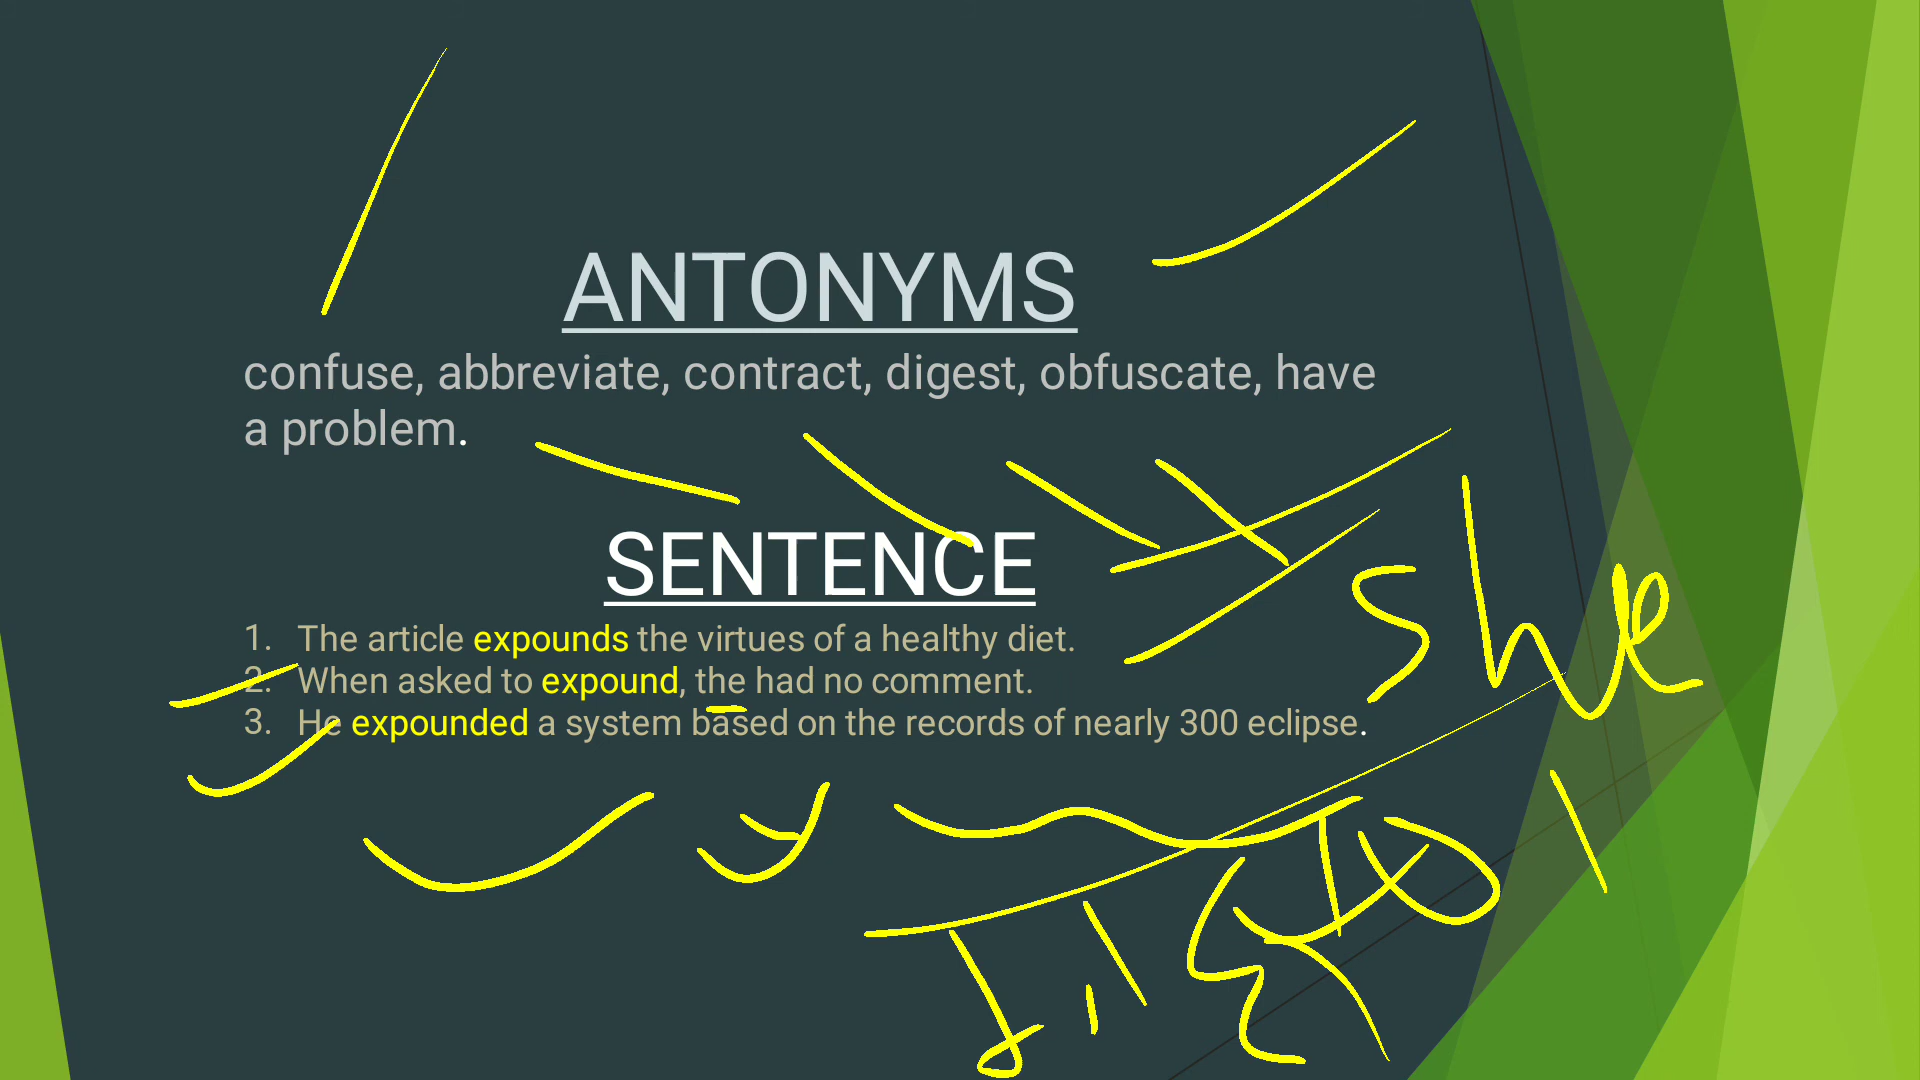 ANTONYMS
confuse, abbreviate, contract, digest, obfuscate, have
a problem.
SENTENCE
1. The article expounds the virtues of a healthy diet.
2. When asked to expound, the had no comment.
3. He expounded a system based on the records of nearly 300 eclipse.
she